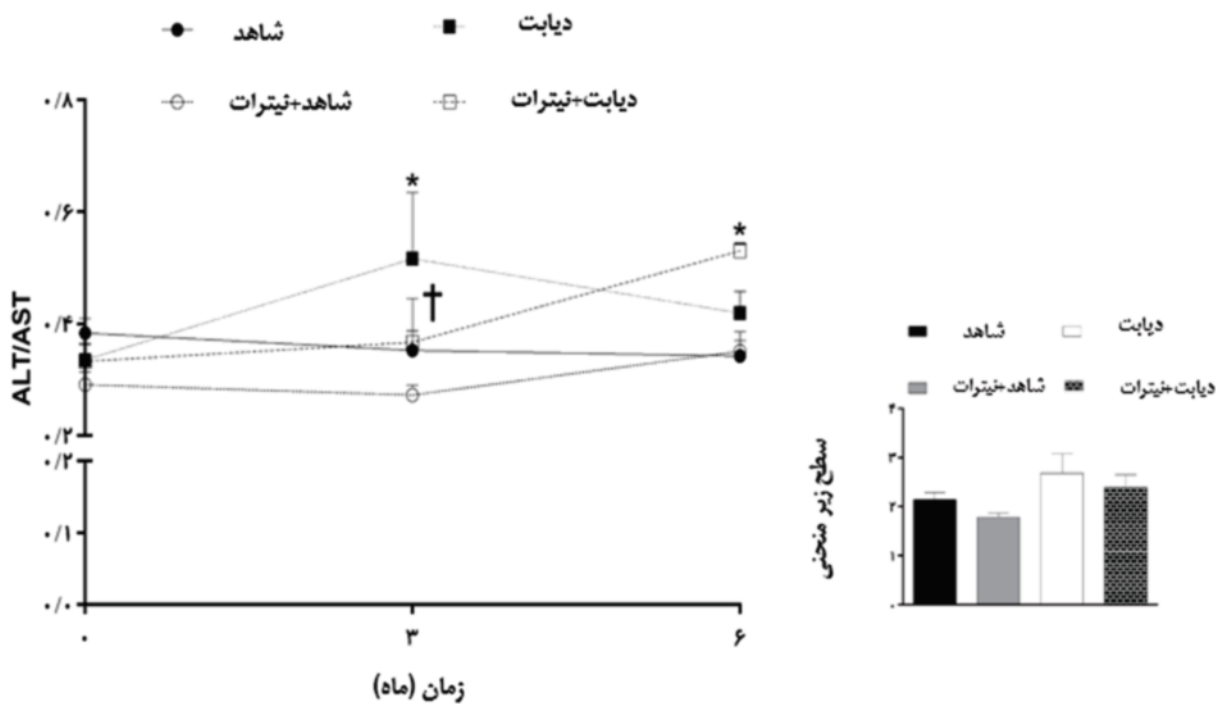 شاهد
دیابت
شاهد+نیترات
دیابت+نیترات
۰/۸
۰/۶
۰/۴
۰/۲
۰/۲
۰/۱
۰/۰
ALT/AST
*
†
*
۰
۳
۶
زمان (ماه)
شاهد
دیابت
شاهد+نیترات
دیابت+نیترات
۴
۳
۲
۱
۰
سطح زیر منحنی